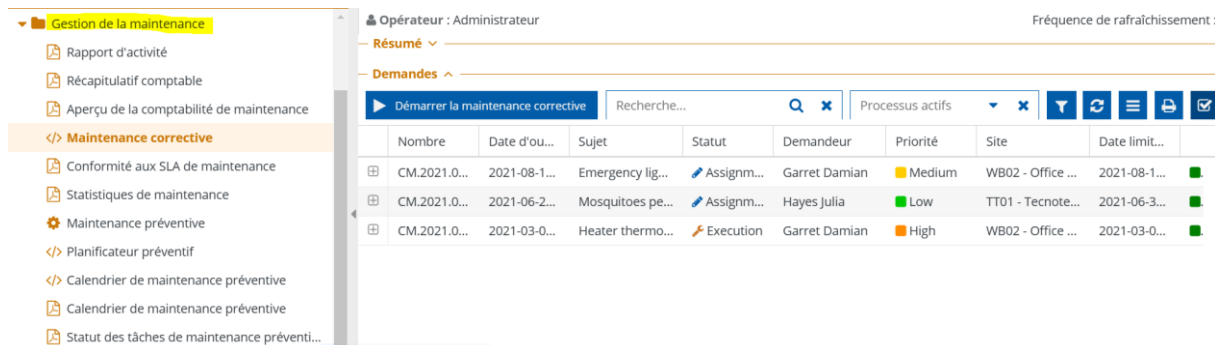 Gestion de la maintenance
Rapport d'activité
Récapitulatif comptable
Aperçu de la comptabilité de maintenance
Maintenance corrective
Conformité aux SLA de maintenance
Statistiques de maintenance
Maintenance préventive
Planificateur préventif
Calendrier de maintenance préventive
Calendrier de maintenance préventive
Statut des tâches de maintenance préventi...
Opérateur : Administrateur Fréquence de rafraîchissement :
Résumé
Demandes
Démarrer la maintenance corrective Recherche... Processus actifs
Nombre Date d'ou... Sujet Statut Demandeur Priorité Site Date limit...
CM.2021.0... 2021-08-1... Emergency lig... Assignm... Garret Damian Medium WB02 - Office ... 2021-08-1...
CM.2021.0... 2021-06-2... Mosquitoes pe... Assignm... Hayes Julia Low TT01 - Tecnote... 2021-06-3...
CM.2021.0... 2021-03-0... Heater thermo... Execution Garret Damian High WB02 - Office ... 2021-03-0...